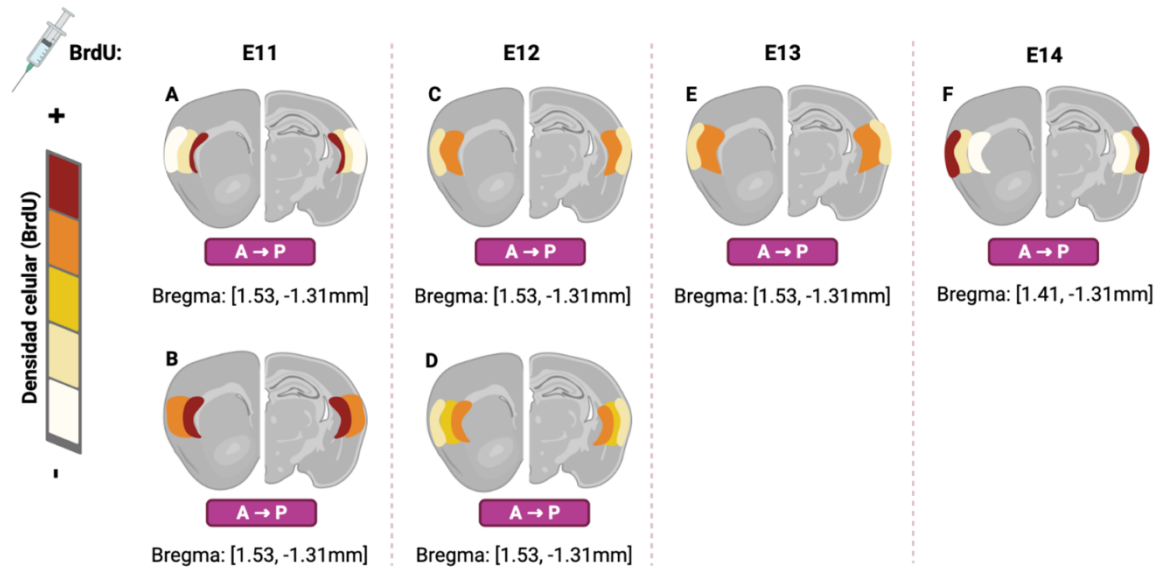 BrdU:
E11
E12
E13
E14
+
Densidad celular (BrdU)
-
A
C
E
F
A → P
A → P
A → P
A → P
Bregma: [1.53, -1.31mm]
Bregma: [1.53, -1.31mm]
Bregma: [1.53, -1.31mm]
Bregma: [1.41, -1.31mm]
B
D
A → P
A → P
Bregma: [1.53, -1.31mm]
Bregma: [1.53, -1.31mm]